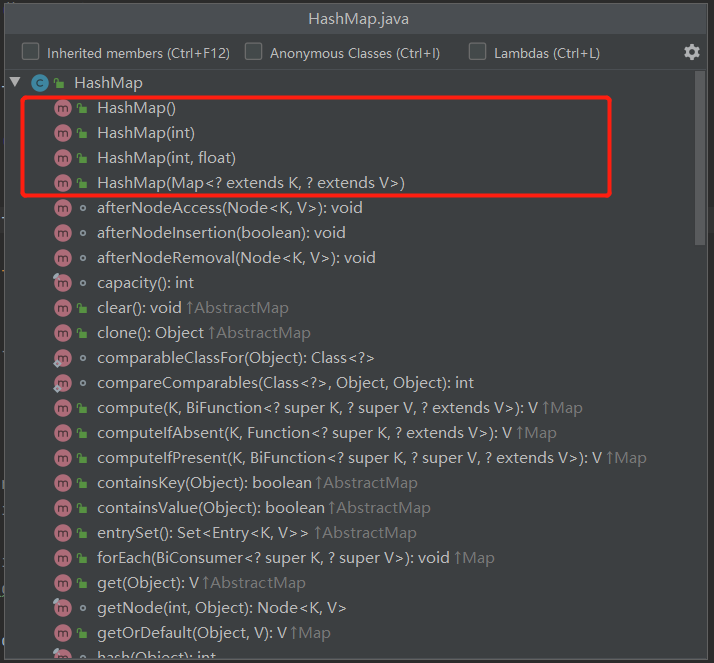 HashMap.java
Inherited members (Ctrl+F12) Anonymous Classes (Ctrl+I) Lambdas (Ctrl+L)
HashMap
HashMap()
HashMap(int)
HashMap(int, float)
HashMap(Map<? extends K, ? extends V>)
afterNodeAccess(Node<K, V>): void
afterNodeInsertion(boolean): void
afterNodeRemoval(Node<K, V>): void
capacity(): int
clear(): void ↑AbstractMap
clone(): Object ↑AbstractMap
comparableClassFor(Object): Class<?>
compareComparables(Class<?>, Object, Object): int
compute(K, BiFunction<? super K, ? super V, ? extends V>): V ↑Map
computeIfAbsent(K, Function<? super K, ? extends V>): V ↑Map
computeIfPresent(K, BiFunction<? super K, ? super V, ? extends V>): V ↑Map
containsKey(Object): boolean ↑AbstractMap
containsValue(Object): boolean ↑AbstractMap
entrySet(): Set<Entry<K, V>> ↑AbstractMap
forEach(BiConsumer<? super K, ? super V>): void ↑Map
get(Object): V ↑AbstractMap
getNode(int, Object): Node<K, V>
getOrDefault(Object, V): V ↑Map
hash(Object): int